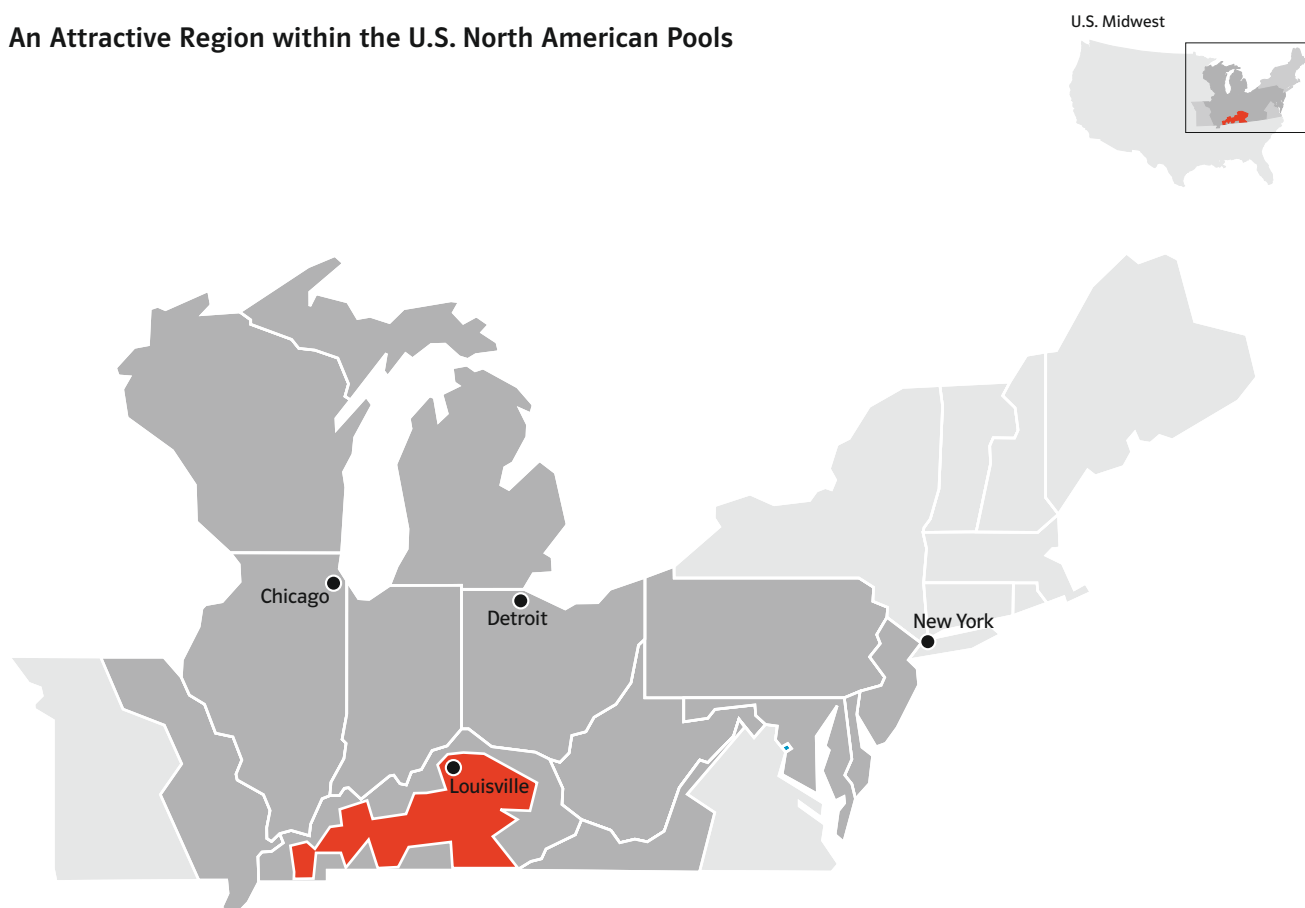 An Attractive Region within the U.S. North American Pools
U.S. Midwest
Chicago
Detroit
New York
Louisville